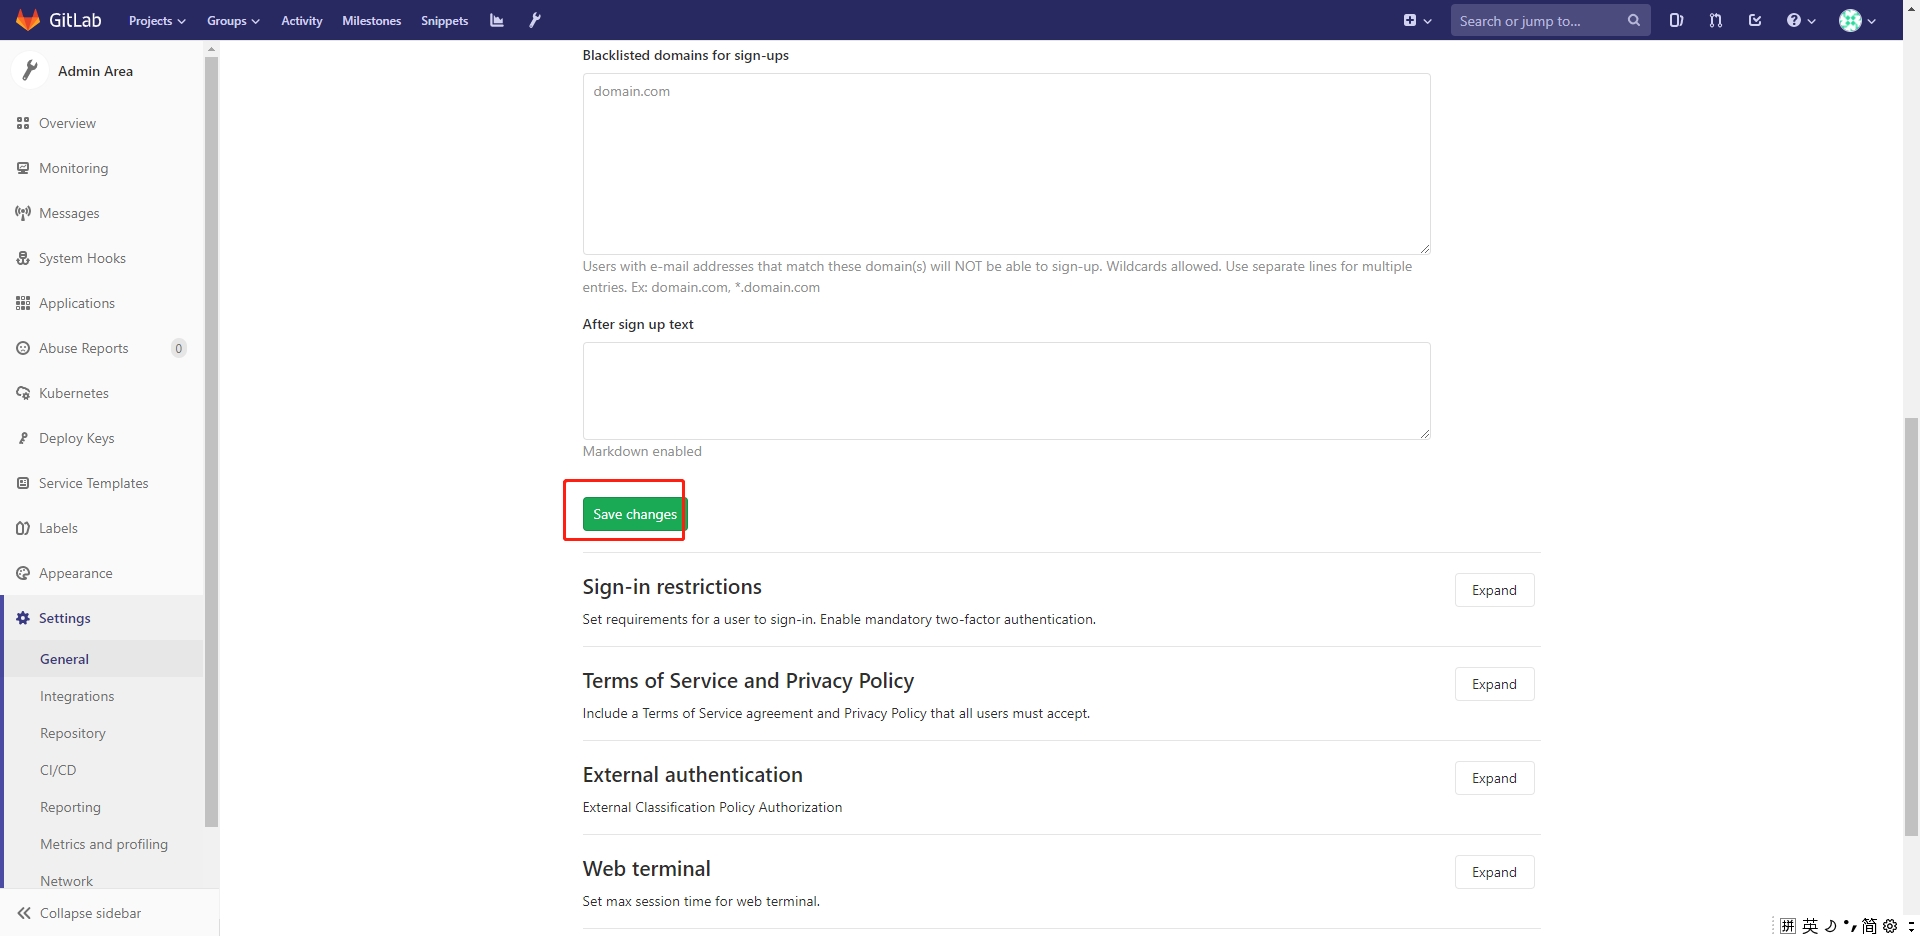 GitLab Projects Groups Activity Milestones Snippets Search or jump to...
Admin Area
Overview
Monitoring
Messages
System Hooks
Applications
Abuse Reports 0
Kubernetes
Deploy Keys
Service Templates
Labels
Appearance
Settings
General
Integrations
Repository
CI/CD
Reporting
Metrics and profiling
Network
Collapse sidebar
Blacklisted domains for sign-ups
domain.com
Users with e-mail addresses that match these domain(s) will NOT be able to sign-up. Wildcards allowed. Use separate lines for multiple
entries. Ex: domain.com, *.domain.com
After sign up text
Markdown enabled
Save changes
Sign-in restrictions
Expand
Set requirements for a user to sign-in. Enable mandatory two-factor authentication.
Terms of Service and Privacy Policy
Expand
Include a Terms of Service agreement and Privacy Policy that all users must accept.
External authentication
Expand
External Classification Policy Authorization
Web terminal
Expand
Set max session time for web terminal.
拼 英 简